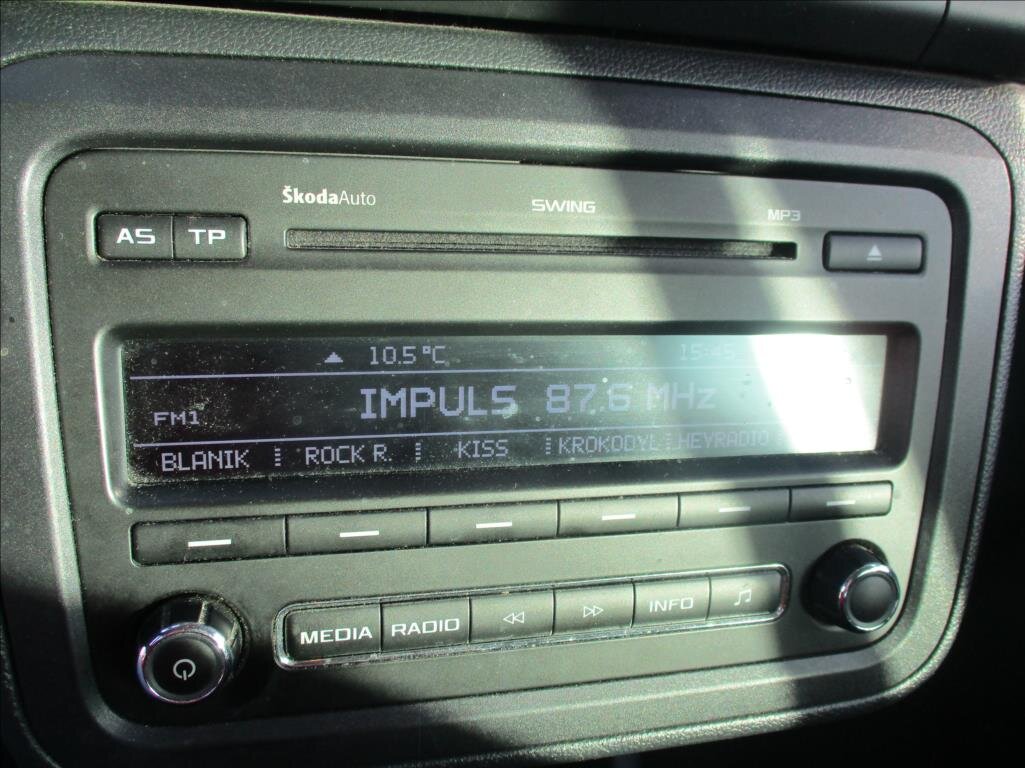 ŠkodaAuto
SWING
MP3
AS TP
10.5°C
IMPULS 87.6 MHz
FM1
BLANIK ROCK R. KISS KROKODYL HEYRADIO
MEDIA RADIO INFO